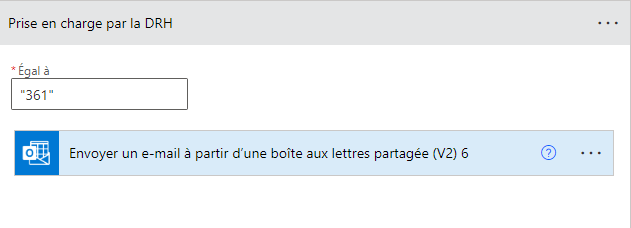 Prise en charge par la DRH
* Égal à
"361"
Envoyer un e-mail à partir d'une boîte aux lettres partagée (V2) 6